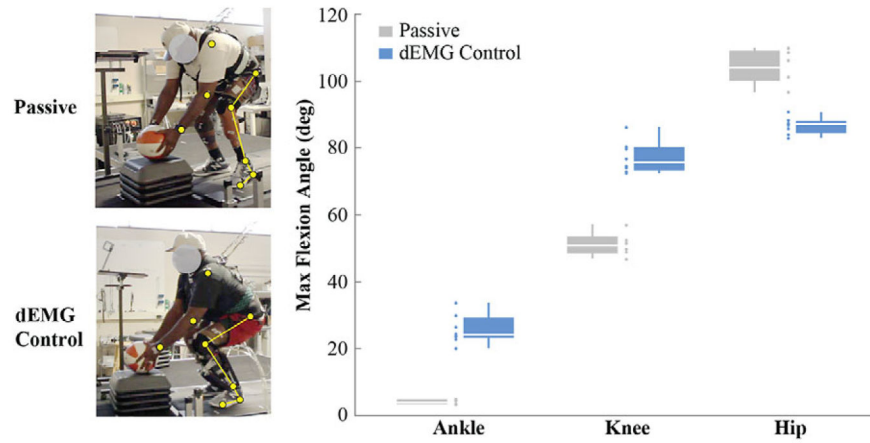 Passive
dEMG
Control
Max Flexion Angle (deg)
120
100
80
60
40
20
0
Passive
dEMG Control
Ankle Knee Hip